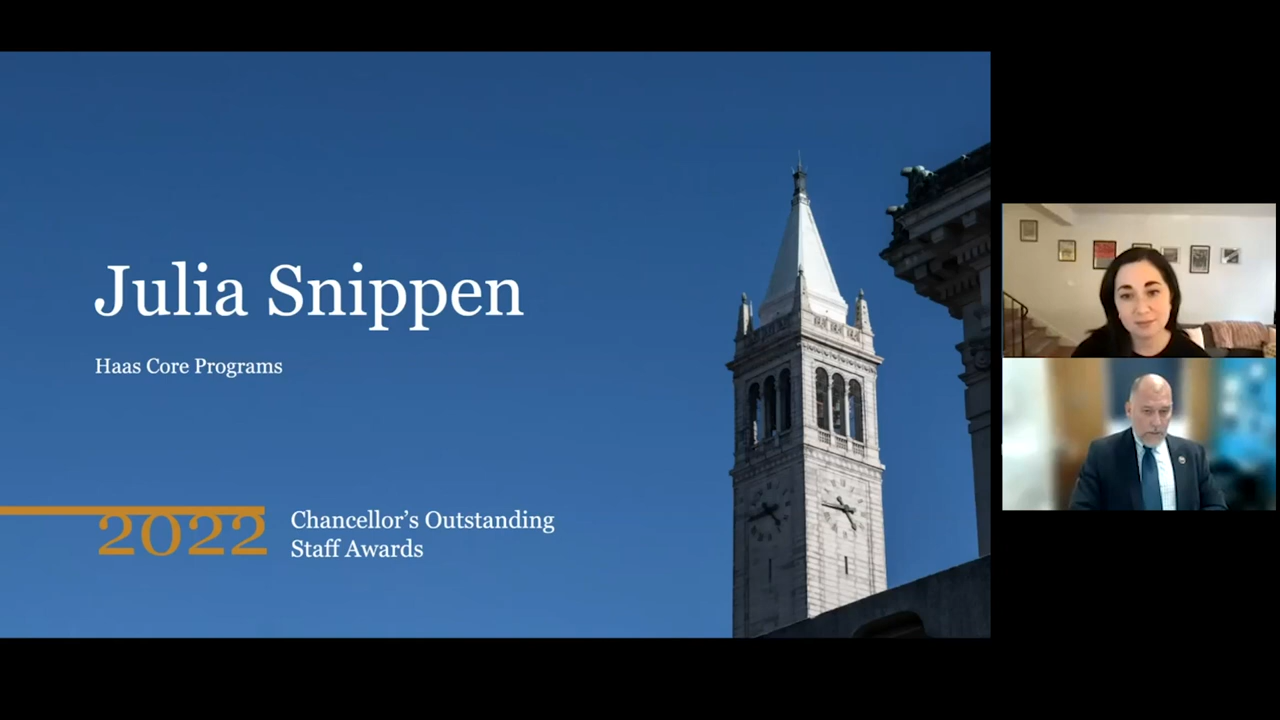 Julia Snippen
Haas Core Programs
2022
Chancellor's Outstanding
Staff Awards